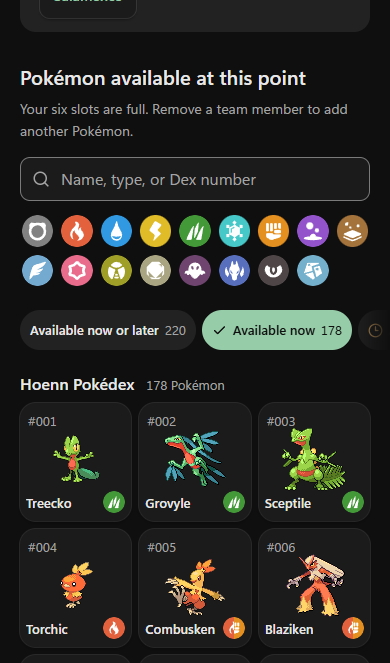 Pokémon available at this point
Your six slots are full. Remove a team member to add
another Pokémon.
Name, type, or Dex number
Available now or later 220
Available now 178
Hoenn Pokédex 178 Pokémon
#001
#002
#003
Treecko
Grovyle
Sceptile
#004
#005
#006
Torchic
Combusken
Blaziken